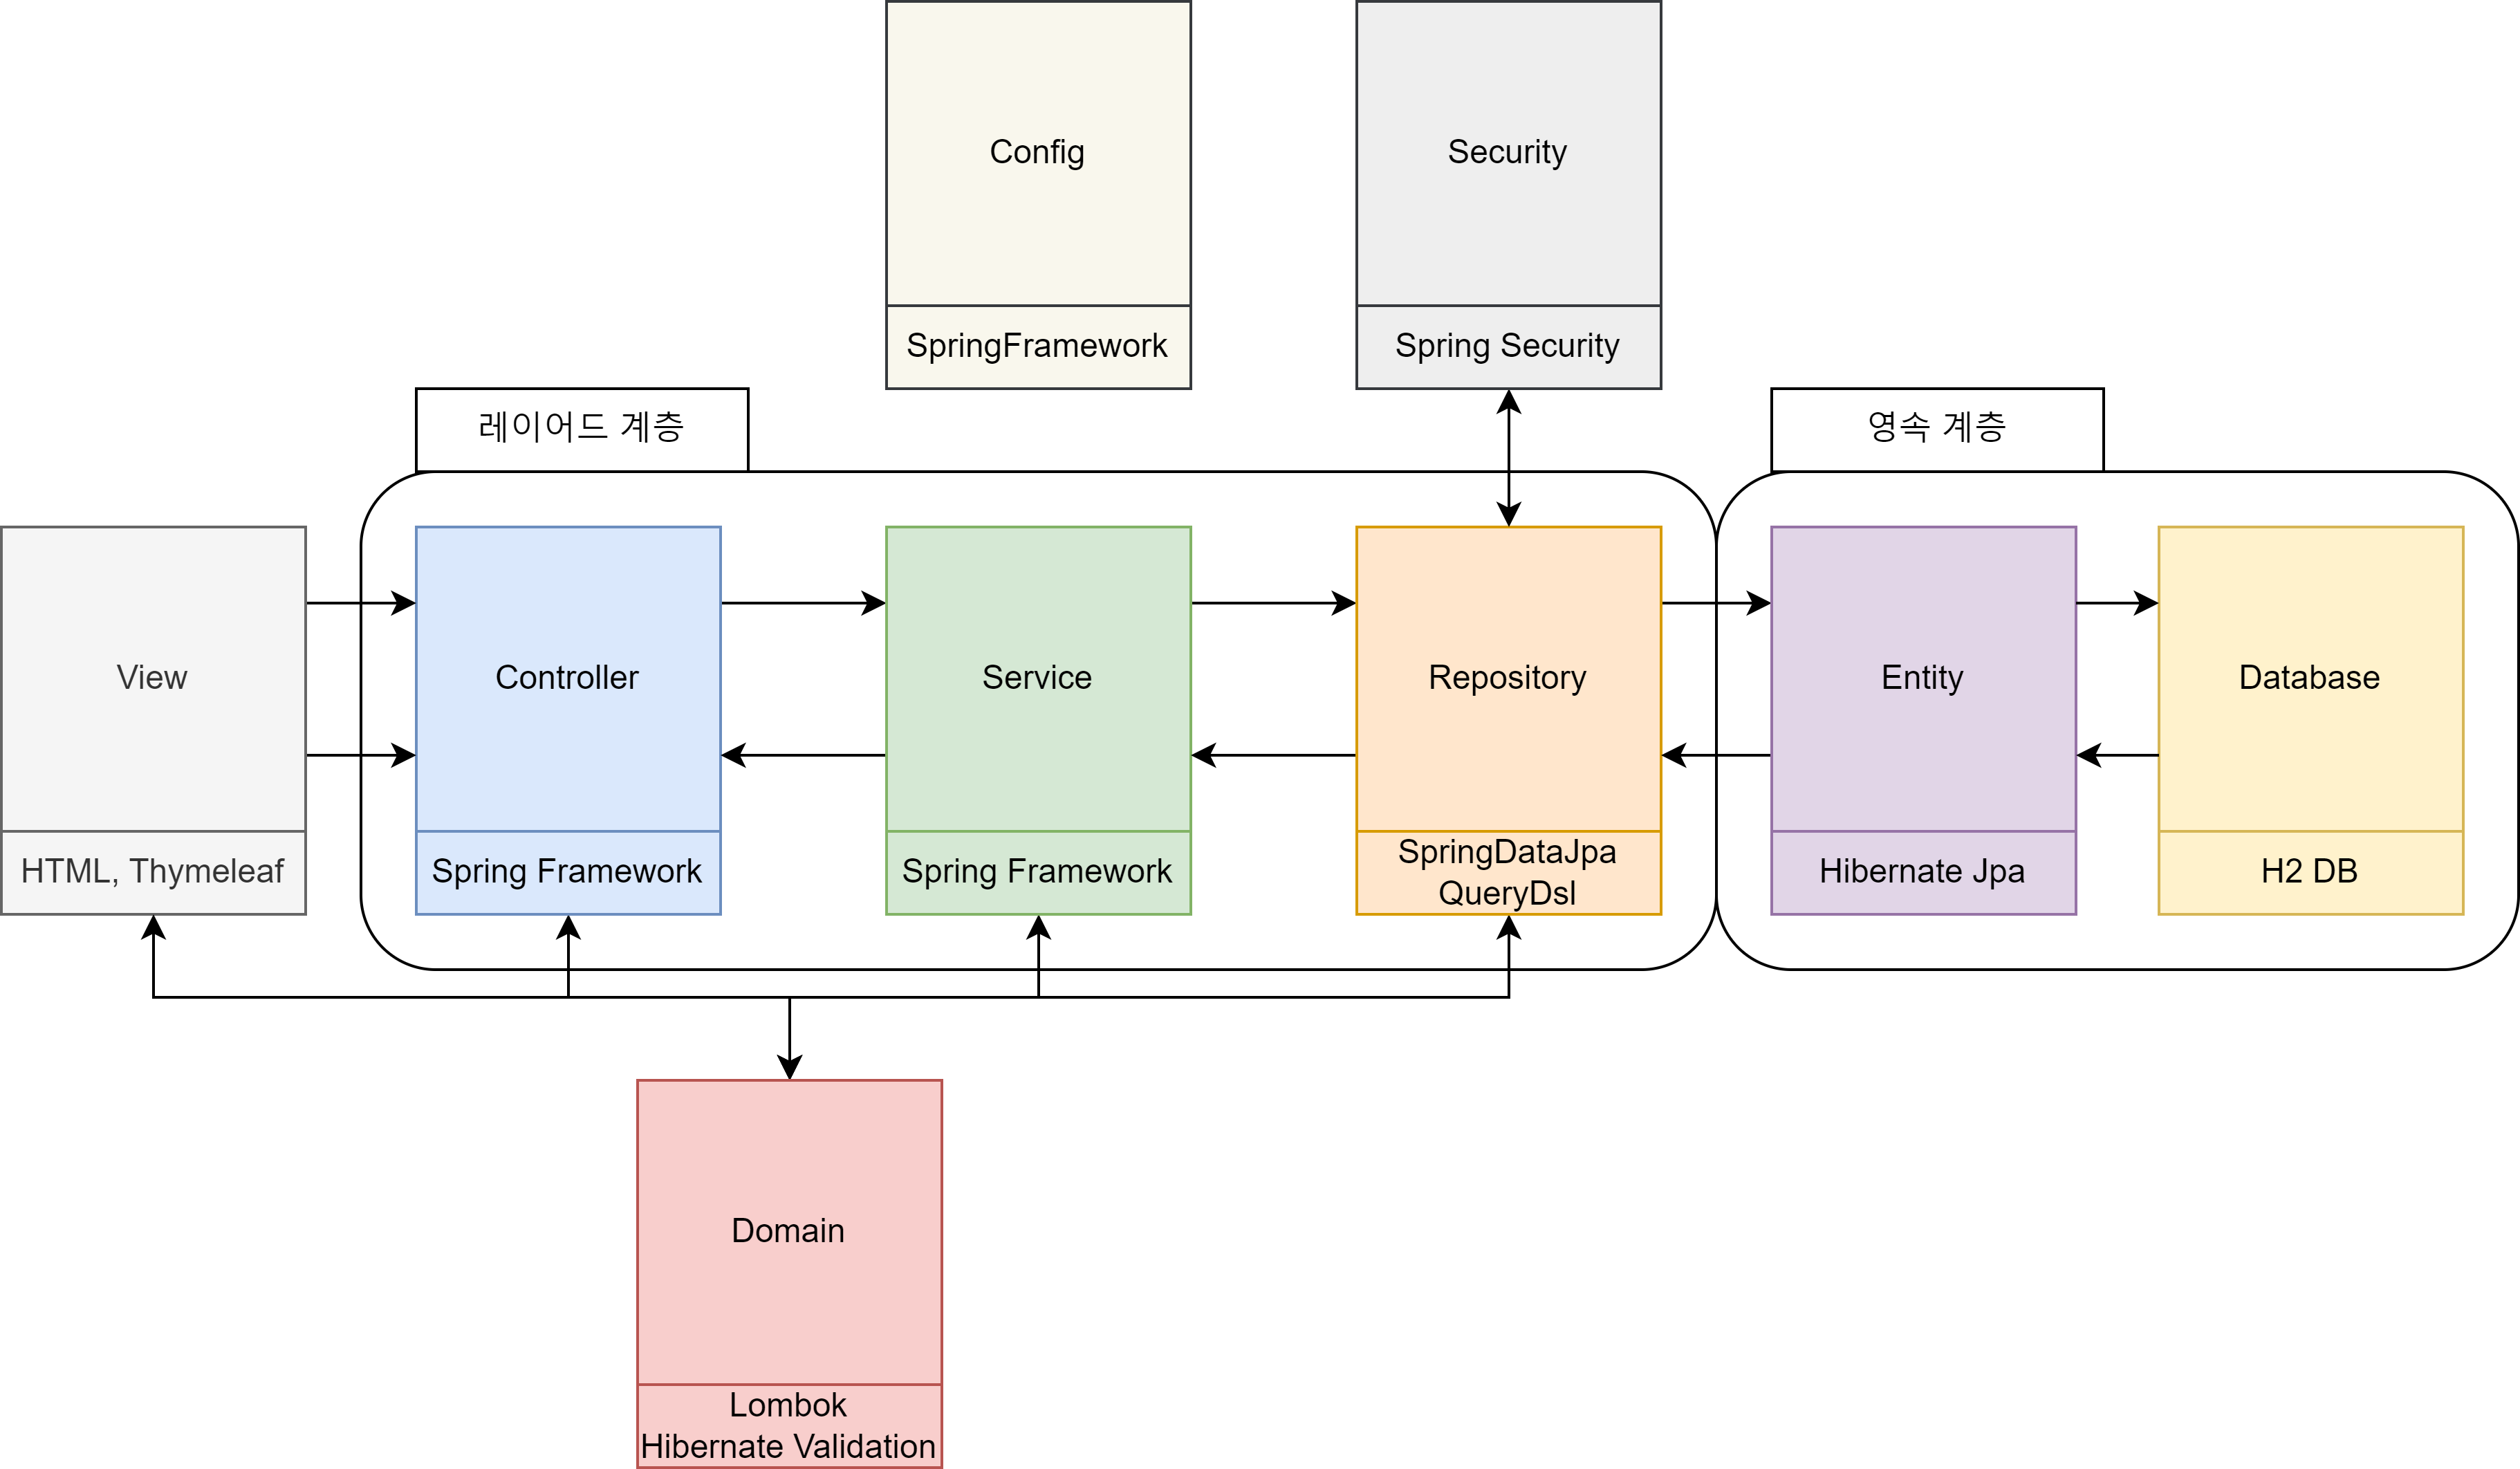 Config
SpringFramework
Security
Spring Security
레이어드 계층
영속 계층
View
HTML, Thymeleaf
Controller
Spring Framework
Service
Spring Framework
Repository
SpringDataJpa
QueryDsl
Entity
Hibernate Jpa
Database
H2 DB
Domain
Lombok
Hibernate Validation